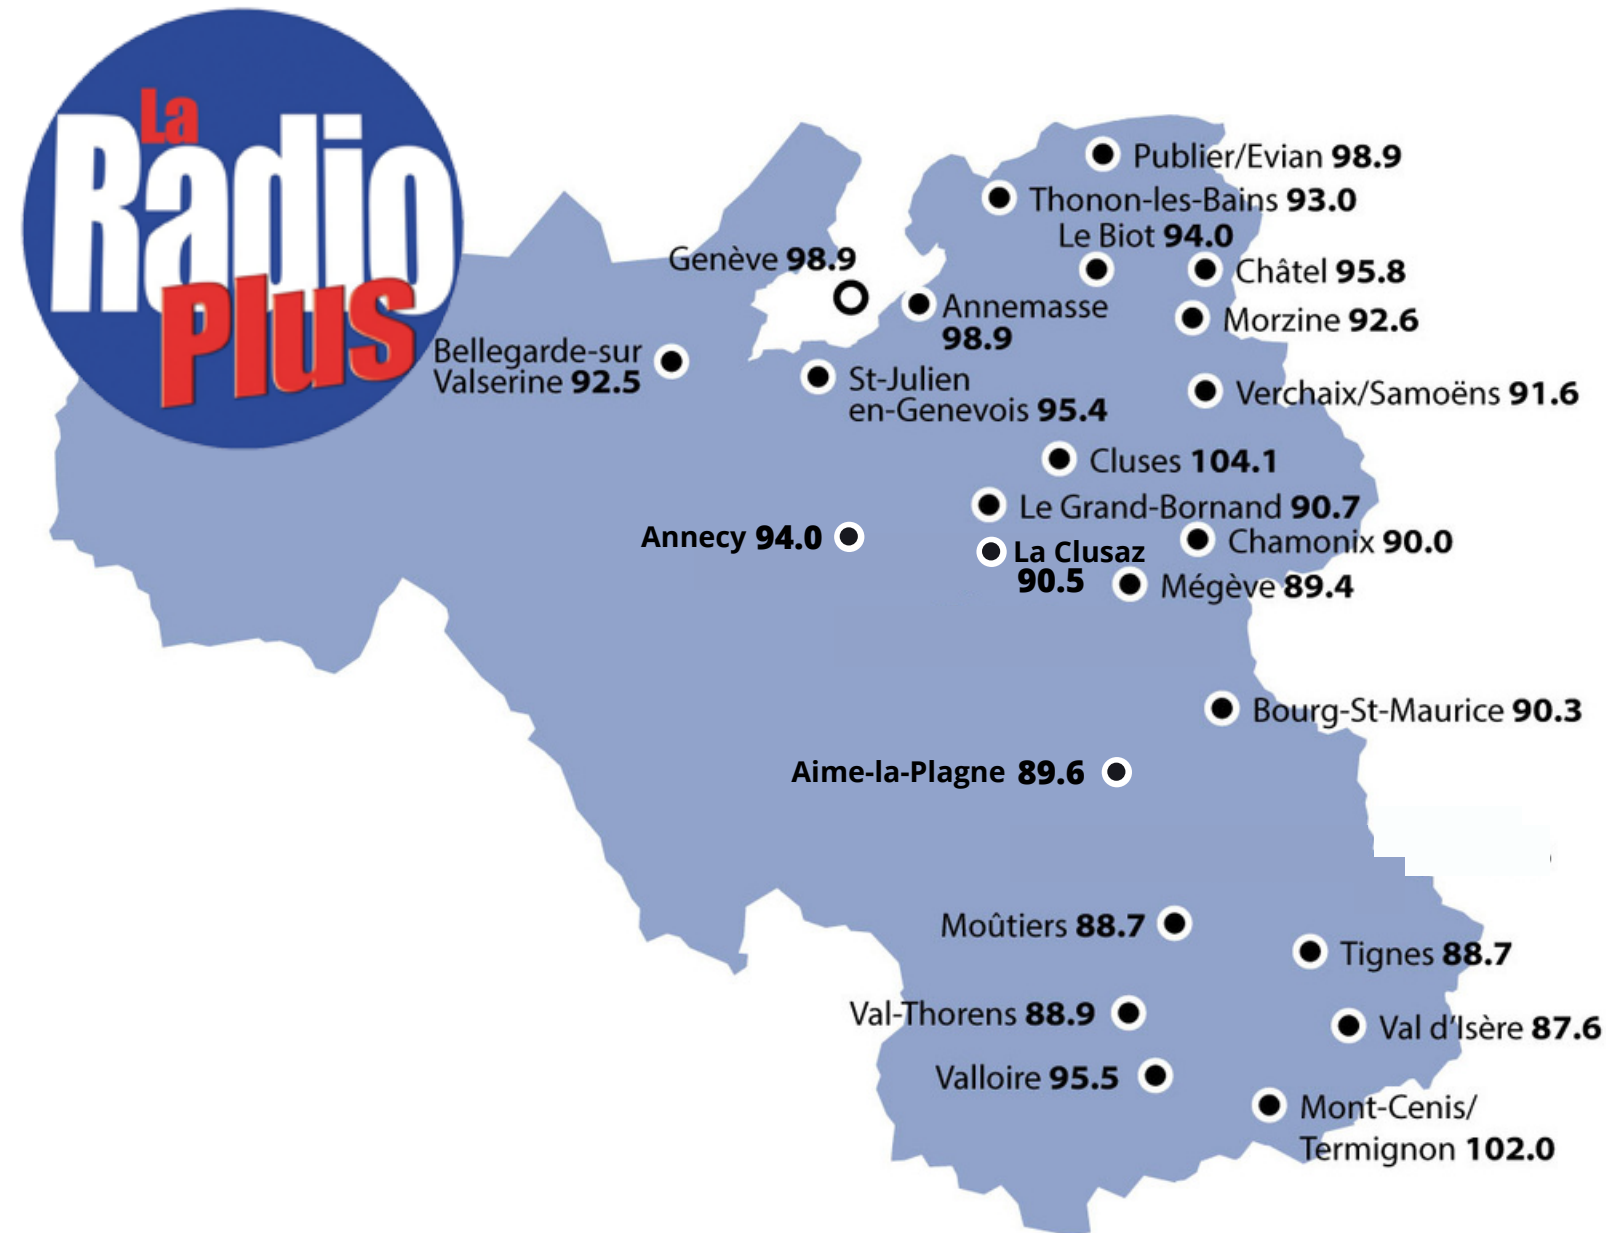 La
Radio
Plus
Publier/Evian 98.9
Thonon-les-Bains 93.0
Le Biot 94.0
Genève 98.9
Châtel 95.8
Annemasse
98.9
Morzine 92.6
Bellegarde-sur
Valserine 92.5
St-Julien
en-Genevois 95.4
Verchaix/Samoëns 91.6
Cluses 104.1
Le Grand-Bornand 90.7
Annecy 94.0
La Clusaz
90.5
Chamonix 90.0
Mégève 89.4
Bourg-St-Maurice 90.3
Aime-la-Plagne 89.6
Moûtiers 88.7
Tignes 88.7
Val-Thorens 88.9
Val d'Isère 87.6
Valloire 95.5
Mont-Cenis/
Termignon 102.0